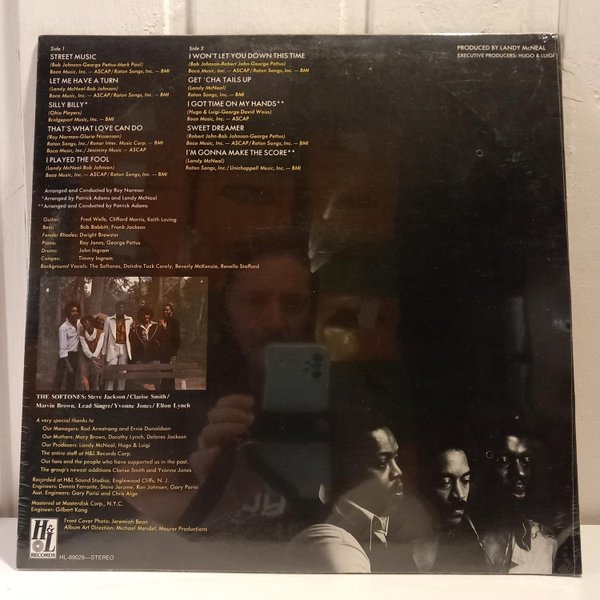 Side 1
STREET MUSIC
(Bob Johnson-George Pettus-Mark Paul)
Boca Music, Inc. — ASCAP/Raton Songs, Inc. — BMI
LET ME HAVE A TURN
(Landy McNeal-Bob Johnson)
Boca Music, Inc. — ASCAP/Raton Songs, Inc. — BMI
SILLY BILLY*
(Ohio Players)
Bridgeport Music, Inc. — BMI
THAT'S WHAT LOVE CAN DO
(Roy Norman-Gloria Nissenson)
Raton Songs, Inc./Ronar Inter. Music Corp. — BMI
Boca Music, Inc./Jenimmy Music — ASCAP
I PLAYED THE FOOL
(Landy McNeal-Bob Johnson)
Boca Music, Inc. — ASCAP/Raton Songs, Inc. — BMI
Side 2
I WON'T LET YOU DOWN THIS TIME
(Bob Johnson-Robert John-George Pettus)
Boca Music, Inc. — ASCAP/Raton Songs, Inc. — BMI
GET 'CHA TAILS UP
(Landy McNeal)
Raton Songs, Inc. — BMI
I GOT TIME ON MY HANDS**
(Hugo & Luigi-George David Weiss)
Boca Music, Inc. — ASCAP
SWEET DREAMER
(Robert John-Bob Johnson-George Pettus)
Boca Music, Inc. — ASCAP/Raton Songs, Inc. — BMI
I'M GONNA MAKE THE SCORE**
(Landy McNeal)
Raton Songs, Inc./Unichappell Music, Inc. — BMI
PRODUCED BY LANDY McNEAL
EXECUTIVE PRODUCERS: HUGO & LUIGI
Arranged and Conducted by Roy Norman
*Arranged by Patrick Adams and Landy McNeal
**Arranged and Conducted by Patrick Adams
Guitar: Fred Wells, Clifford Morris, Keith Loving
Bass: Bob Babbitt, Frank Jackson
Fender Rhodes: Dwight Brewster
Piano: Roy Jones, George Pettus
Drums: John Ingram
Congas: Timmy Ingram
Background Vocals: The Softones, Deirdre Tuck Corely, Beverly McKenzie, Renelle Stafford
THE SOFTONES: Steve Jackson/Clarise Smith/
Marvin Brown, Lead Singer/Yvonne Jones/Elton Lynch
A very special thanks to
Our Managers: Rod Armstrong and Ernie Donaldson
Our Mothers: Mary Brown, Dorothy Lynch, Delores Jackson
Our Producers: Landy McNeal, Hugo & Luigi
The entire staff at H&L Records Corp.
Our fans and the people who have supported us in the past.
The group's newest additions Clarise Smith and Yvonne Jones
Recorded at H&L Sound Studios, Englewood Cliffs, N. J.
Engineers: Dennis Ferrante, Steve Jerome, Ron Johnsen, Gary Parisi
Asst. Engineers: Gary Parisi and Chris Alge
Mastered at Masterdisk Corp., N.Y.C.
Engineer: Gilbert Kong
H&L
RECORDS
Front Cover Photo: Jeremiah Bean
Album Art Direction: Michael Mendel, Maurer Productions
HL-69029—STEREO